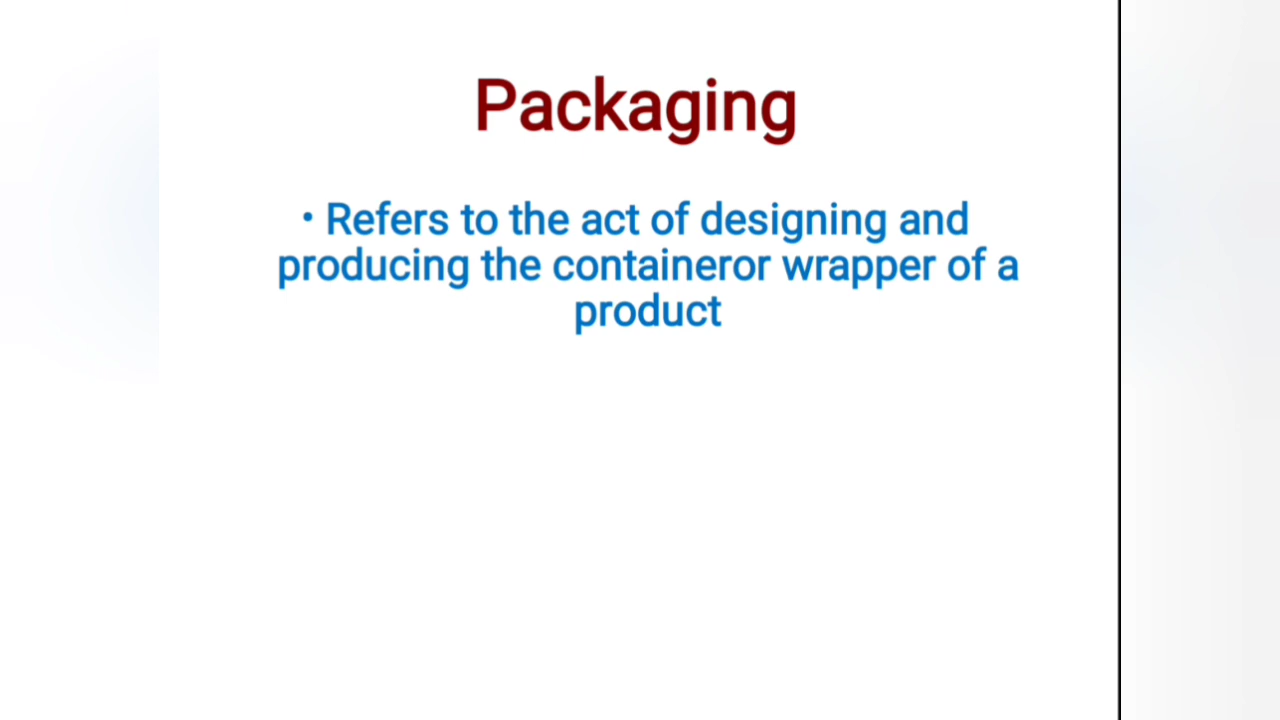 Packaging
• Refers to the act of designing and
producing the containeror wrapper of a
product